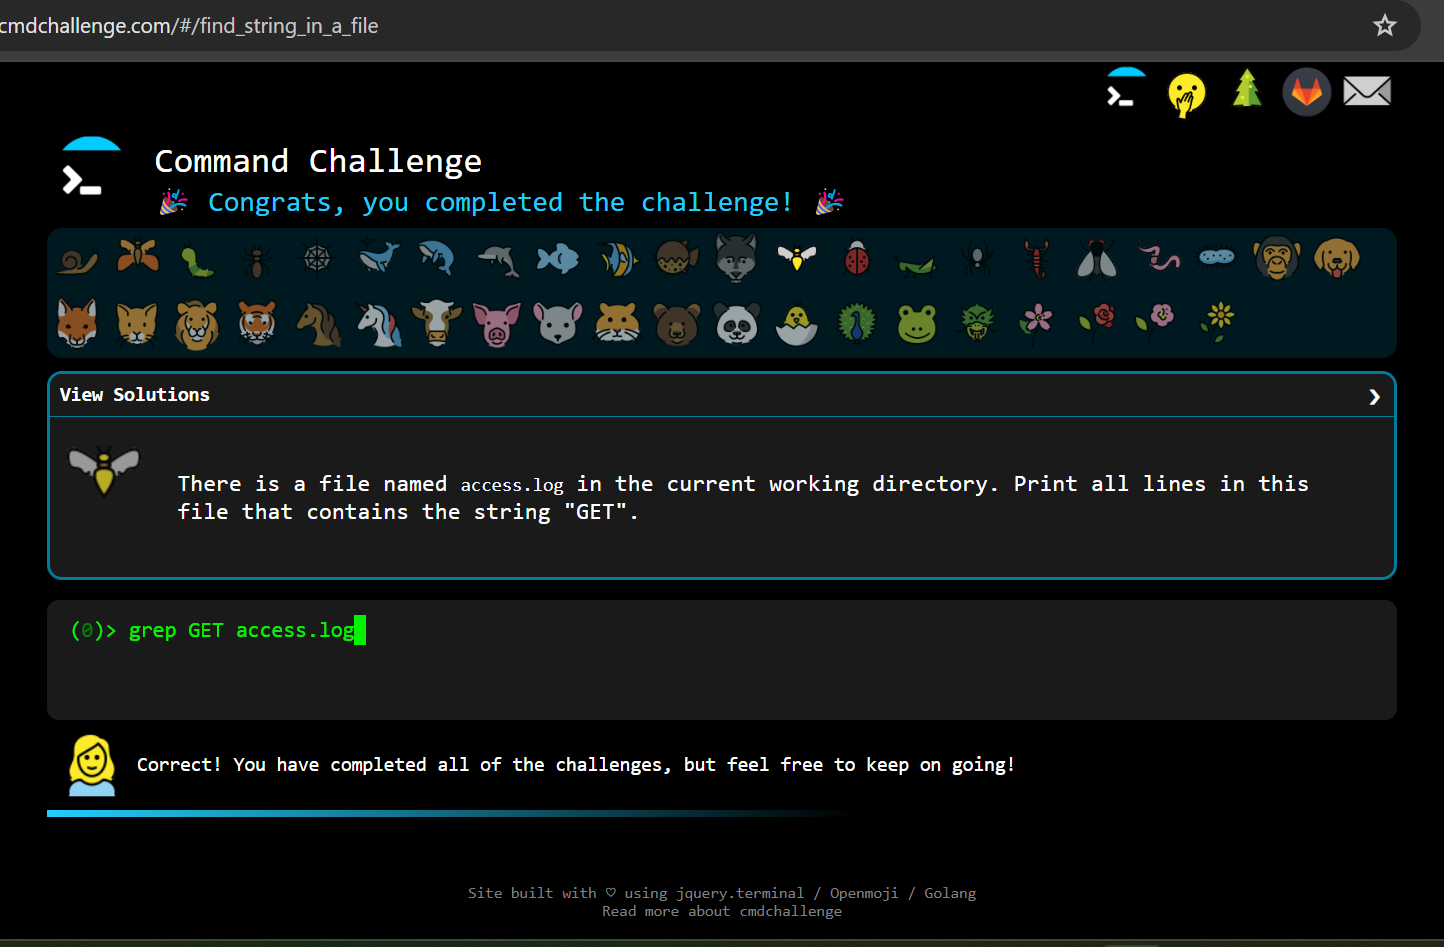 cmdchallenge.com/#/find_string_in_a_file
Command Challenge
🎉 Congrats, you completed the challenge! 🎉
View Solutions
There is a file named access.log in the current working directory. Print all lines in this
file that contains the string "GET".
(0)> grep GET access.log
Correct! You have completed all of the challenges, but feel free to keep on going!
Site built with ♡ using jquery.terminal / Openmoji / Golang
Read more about cmdchallenge